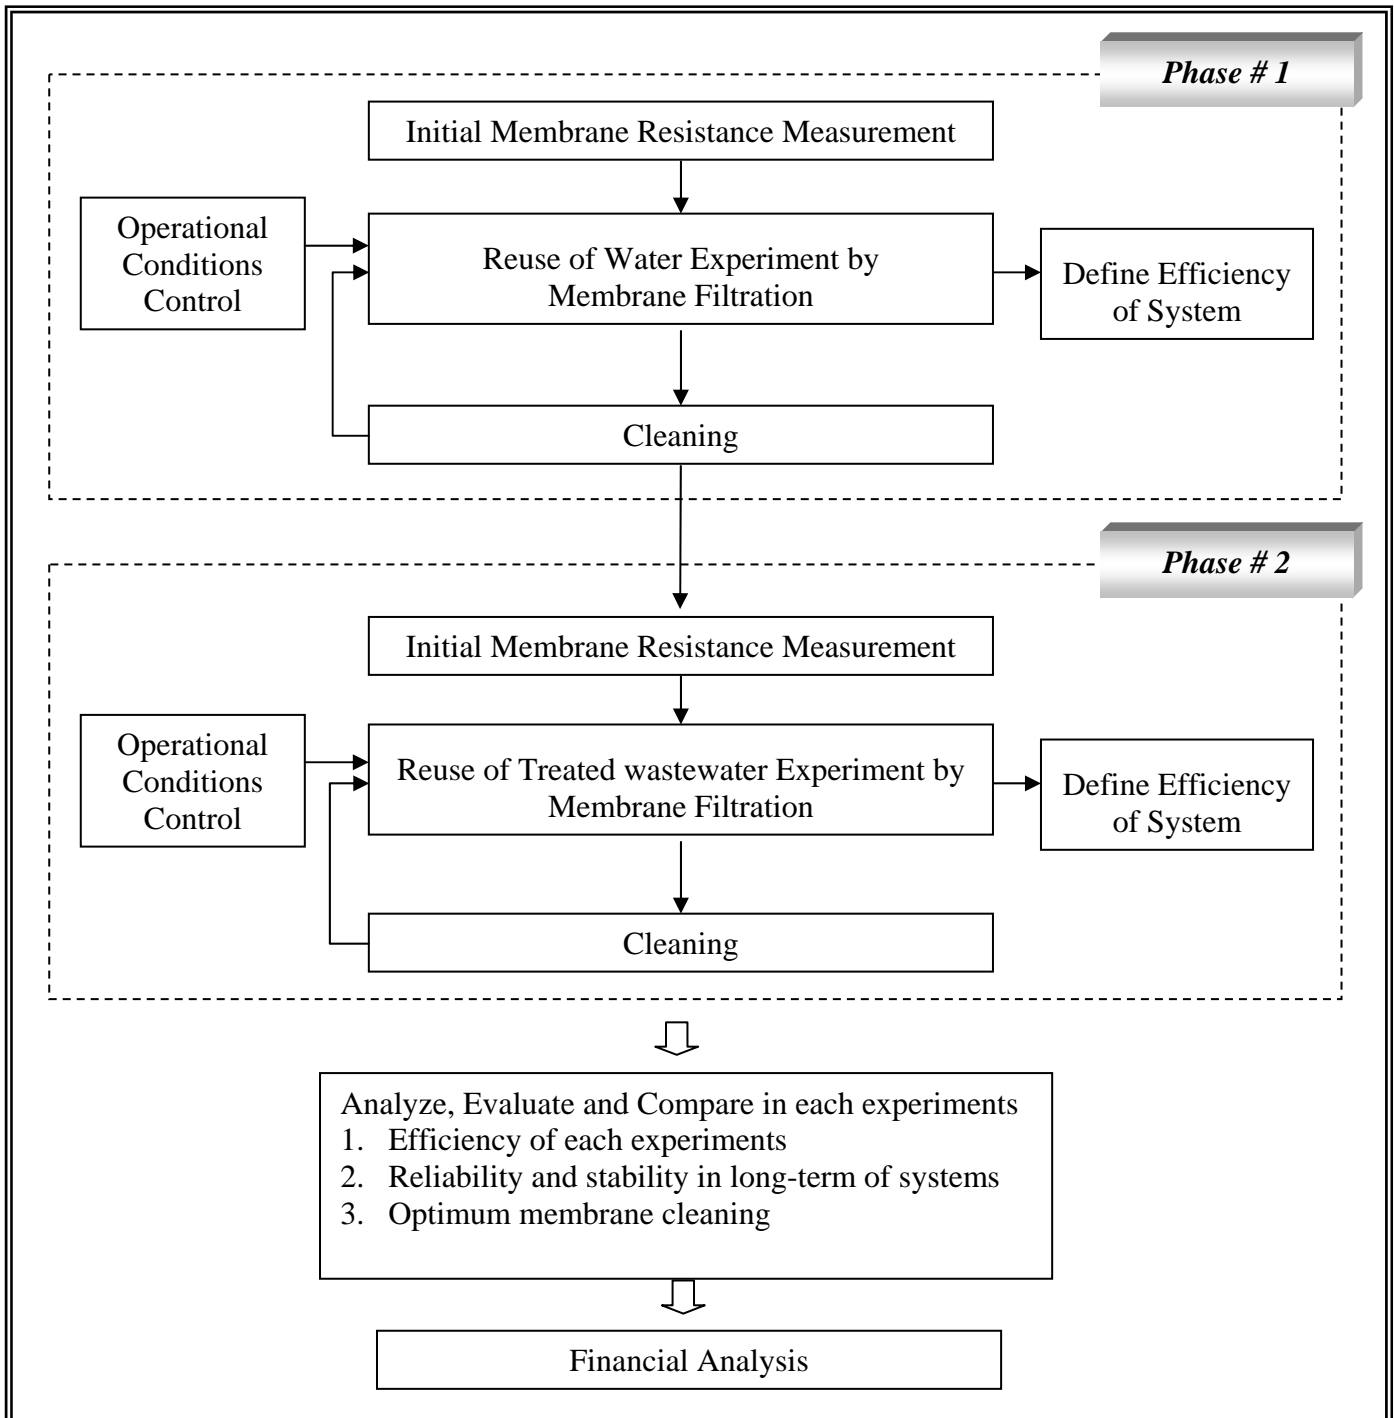 Phase # 1
Initial Membrane Resistance Measurement
Operational
Conditions
Control
Reuse of Water Experiment by
Membrane Filtration
Define Efficiency
of System
Cleaning
Phase # 2
Initial Membrane Resistance Measurement
Operational
Conditions
Control
Reuse of Treated wastewater Experiment by
Membrane Filtration
Define Efficiency
of System
Cleaning
Analyze, Evaluate and Compare in each experiments
1. Efficiency of each experiments
2. Reliability and stability in long-term of systems
3. Optimum membrane cleaning
Financial Analysis